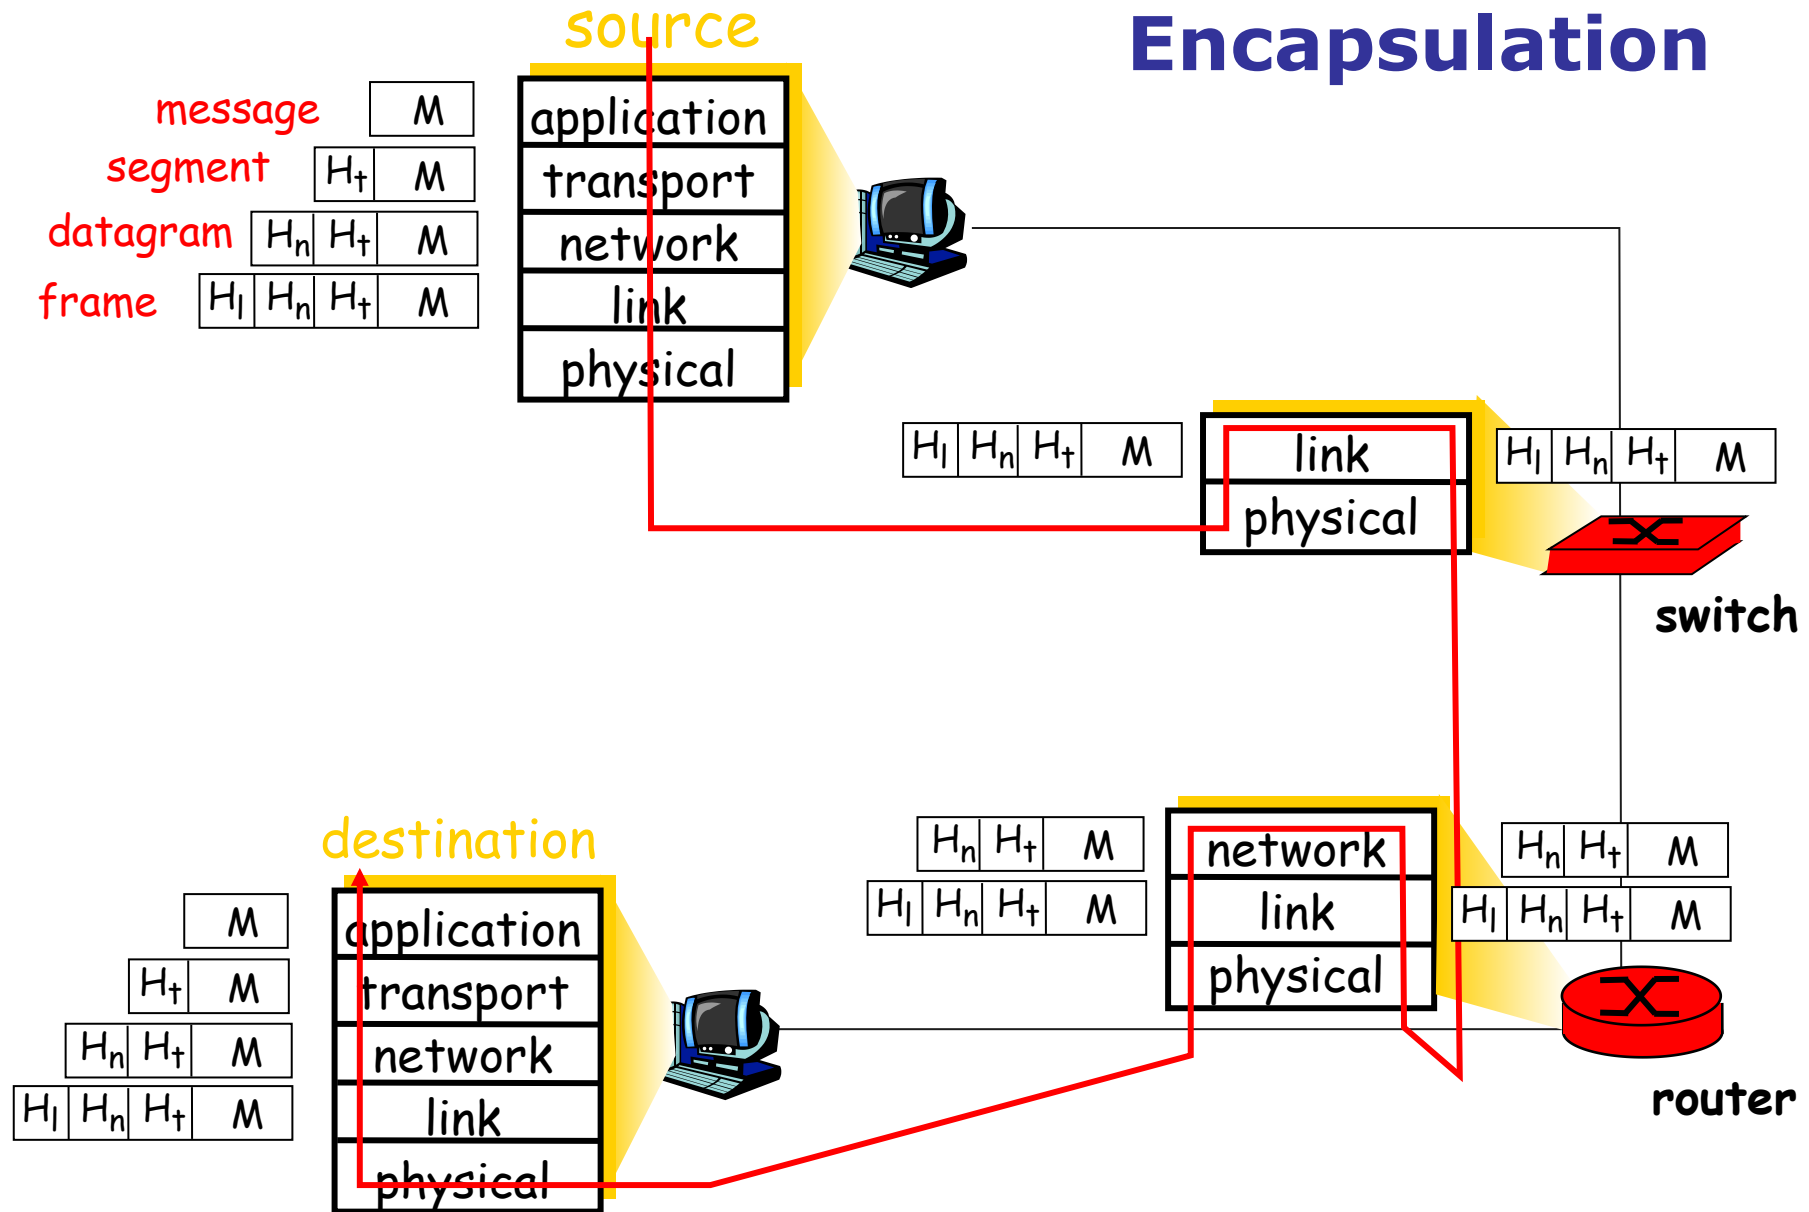 source
Encapsulation
message M
segment Ht M
datagram Hn Ht M
frame Hl Hn Ht M
application
transport
network
link
physical
Hl Hn Ht M
link
physical
Hl Hn Ht M
switch
destination
M
Ht M
Hn Ht M
Hl Hn Ht M
application
transport
network
link
physical
Hn Ht M
Hl Hn Ht M
network
link
physical
Hn Ht M
Hl Hn Ht M
router